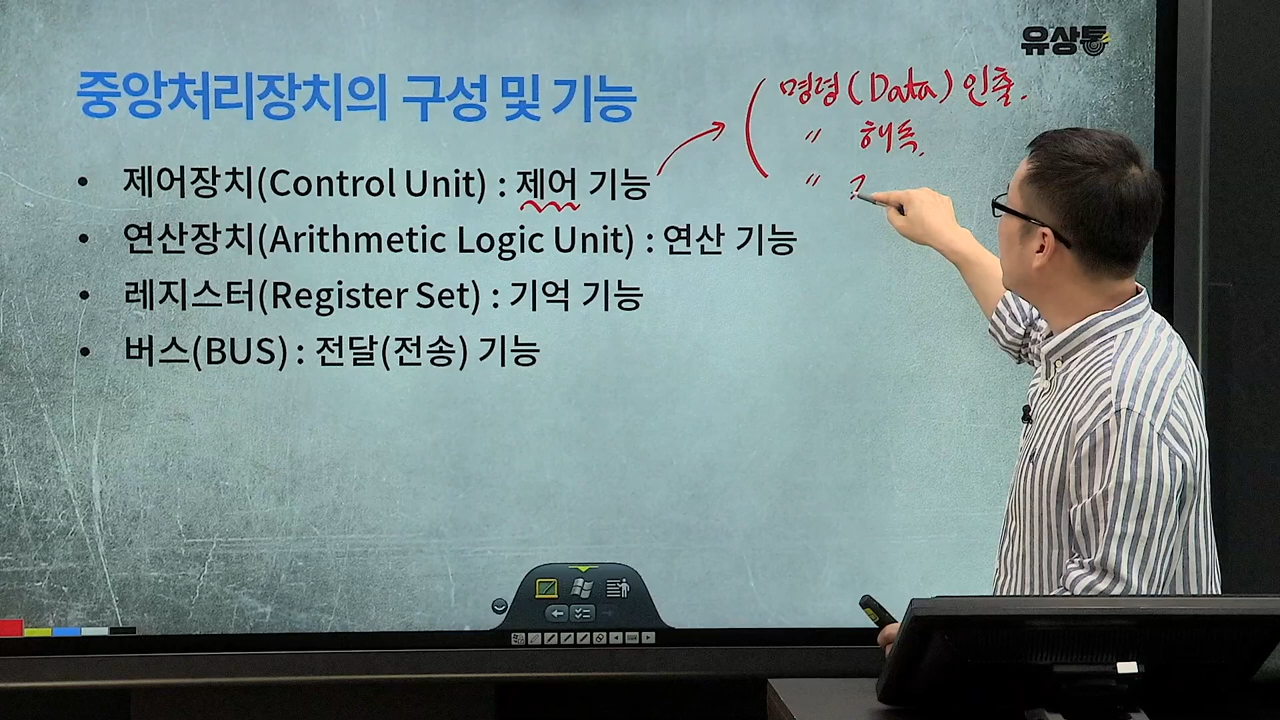 유상통
중앙처리장치의 구성 및 기능
명령(Data) 인출.
〃 해독.
〃
• 제어장치(Control Unit) : 제어 기능
• 연산장치(Arithmetic Logic Unit) : 연산 기능
• 레지스터(Register Set) : 기억 기능
• 버스(BUS) : 전달(전송) 기능